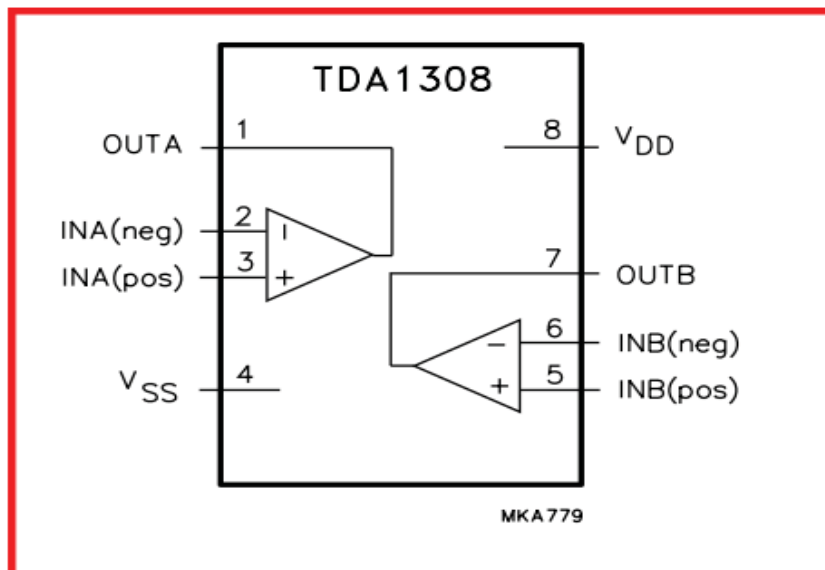 TDA1308
OUTA 1
8 VDD
INA(neg) 2
INA(pos) 3
7 OUTB
6 INB(neg)
VSS 4
5 INB(pos)
MKA779